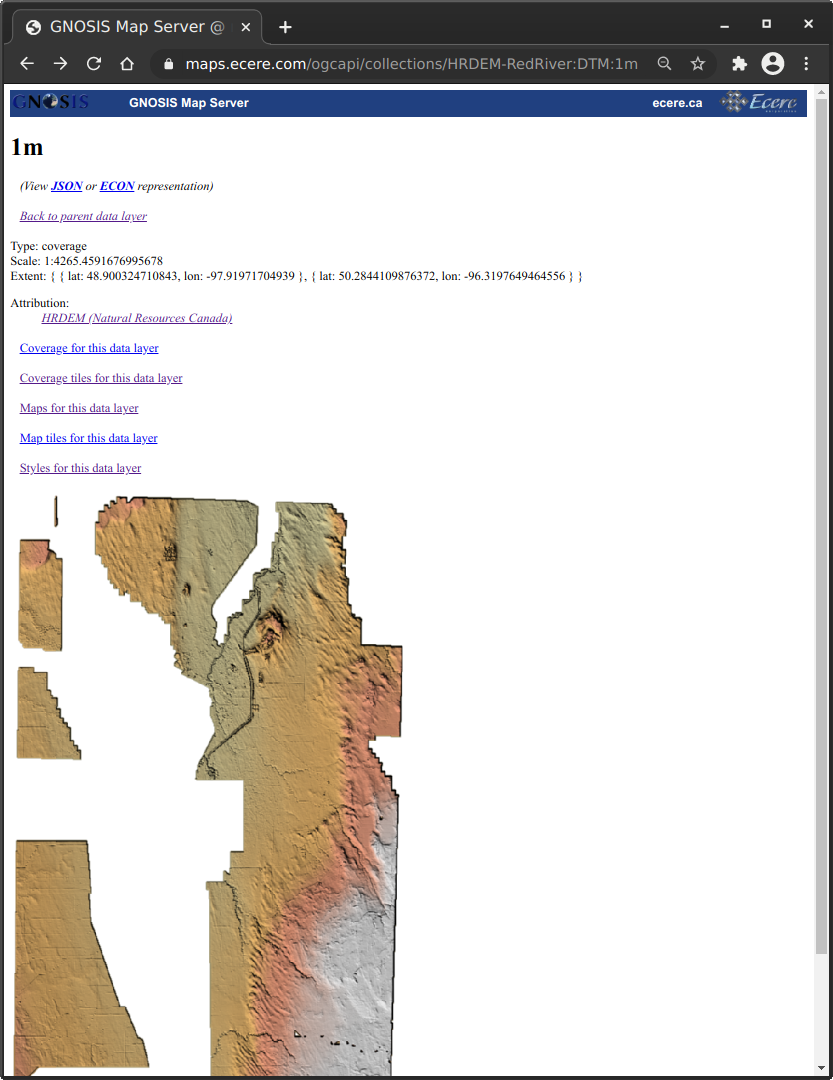 GNOSIS Map Server @
maps.ecere.com/ogcapi/collections/HRDEM-RedRiver:DTM:1m
GNOSIS GNOSIS Map Server ecere.ca Ecere
1m
(View JSON or ECON representation)
Back to parent data layer
Type: coverage
Scale: 1:4265.4591676995678
Extent: { { lat: 48.900324710843, lon: -97.91971704939 }, { lat: 50.2844109876372, lon: -96.3197649464556 } }
Attribution:
HRDEM (Natural Resources Canada)
Coverage for this data layer
Coverage tiles for this data layer
Maps for this data layer
Map tiles for this data layer
Styles for this data layer